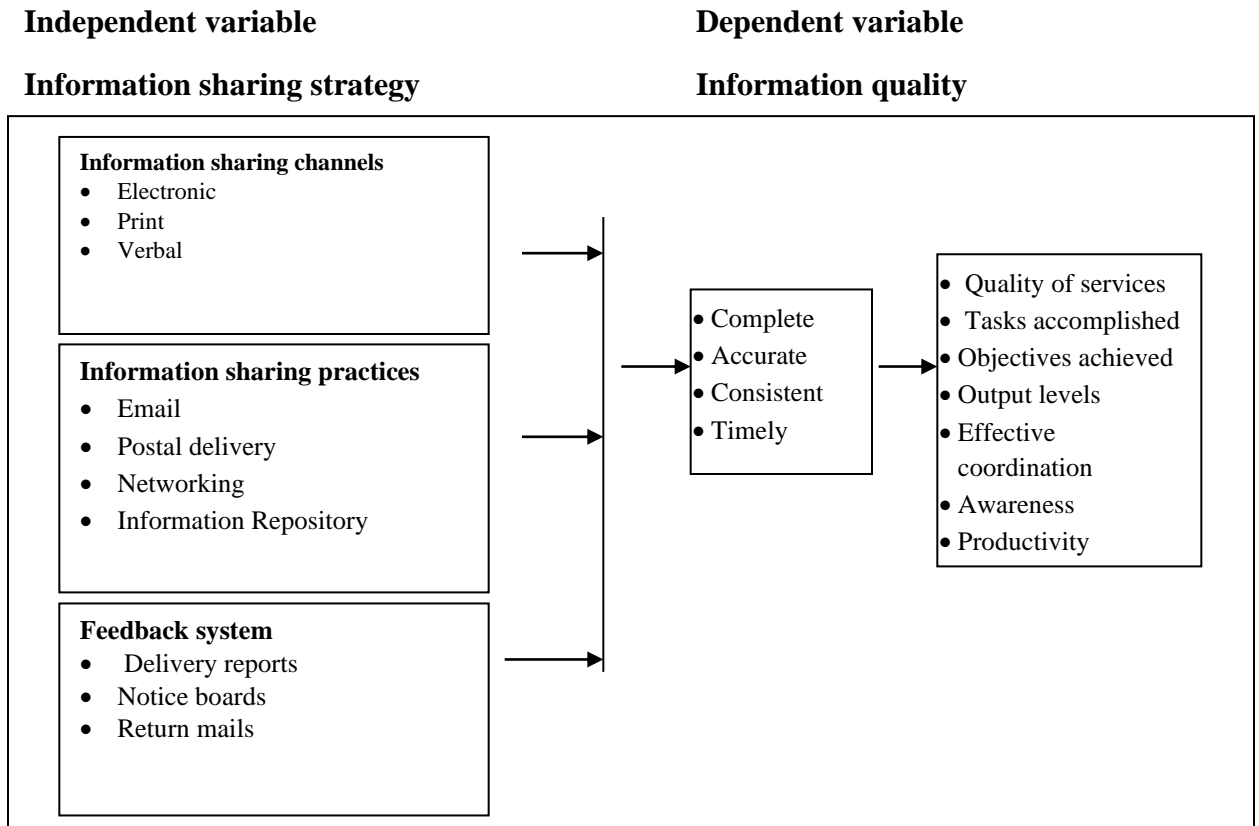 Independent variable
Dependent variable
Information sharing strategy
Information quality
Information sharing channels
• Electronic
• Print
• Verbal
Information sharing practices
• Email
• Postal delivery
• Networking
• Information Repository
Feedback system
• Delivery reports
• Notice boards
• Return mails
• Complete
• Accurate
• Consistent
• Timely
• Quality of services
• Tasks accomplished
• Objectives achieved
• Output levels
• Effective
coordination
• Awareness
• Productivity